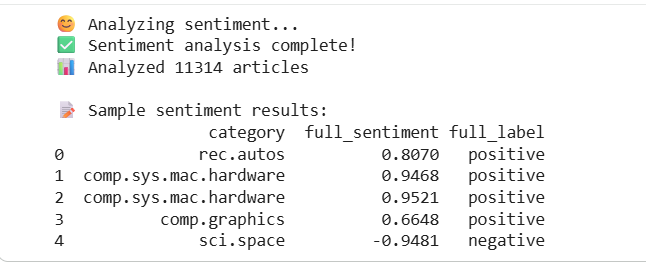 😊 Analyzing sentiment...
✅ Sentiment analysis complete!
📊 Analyzed 11314 articles
📝 Sample sentiment results:
category full_sentiment full_label
0 rec.autos 0.8070 positive
1 comp.sys.mac.hardware 0.9468 positive
2 comp.sys.mac.hardware 0.9521 positive
3 comp.graphics 0.6648 positive
4 sci.space -0.9481 negative